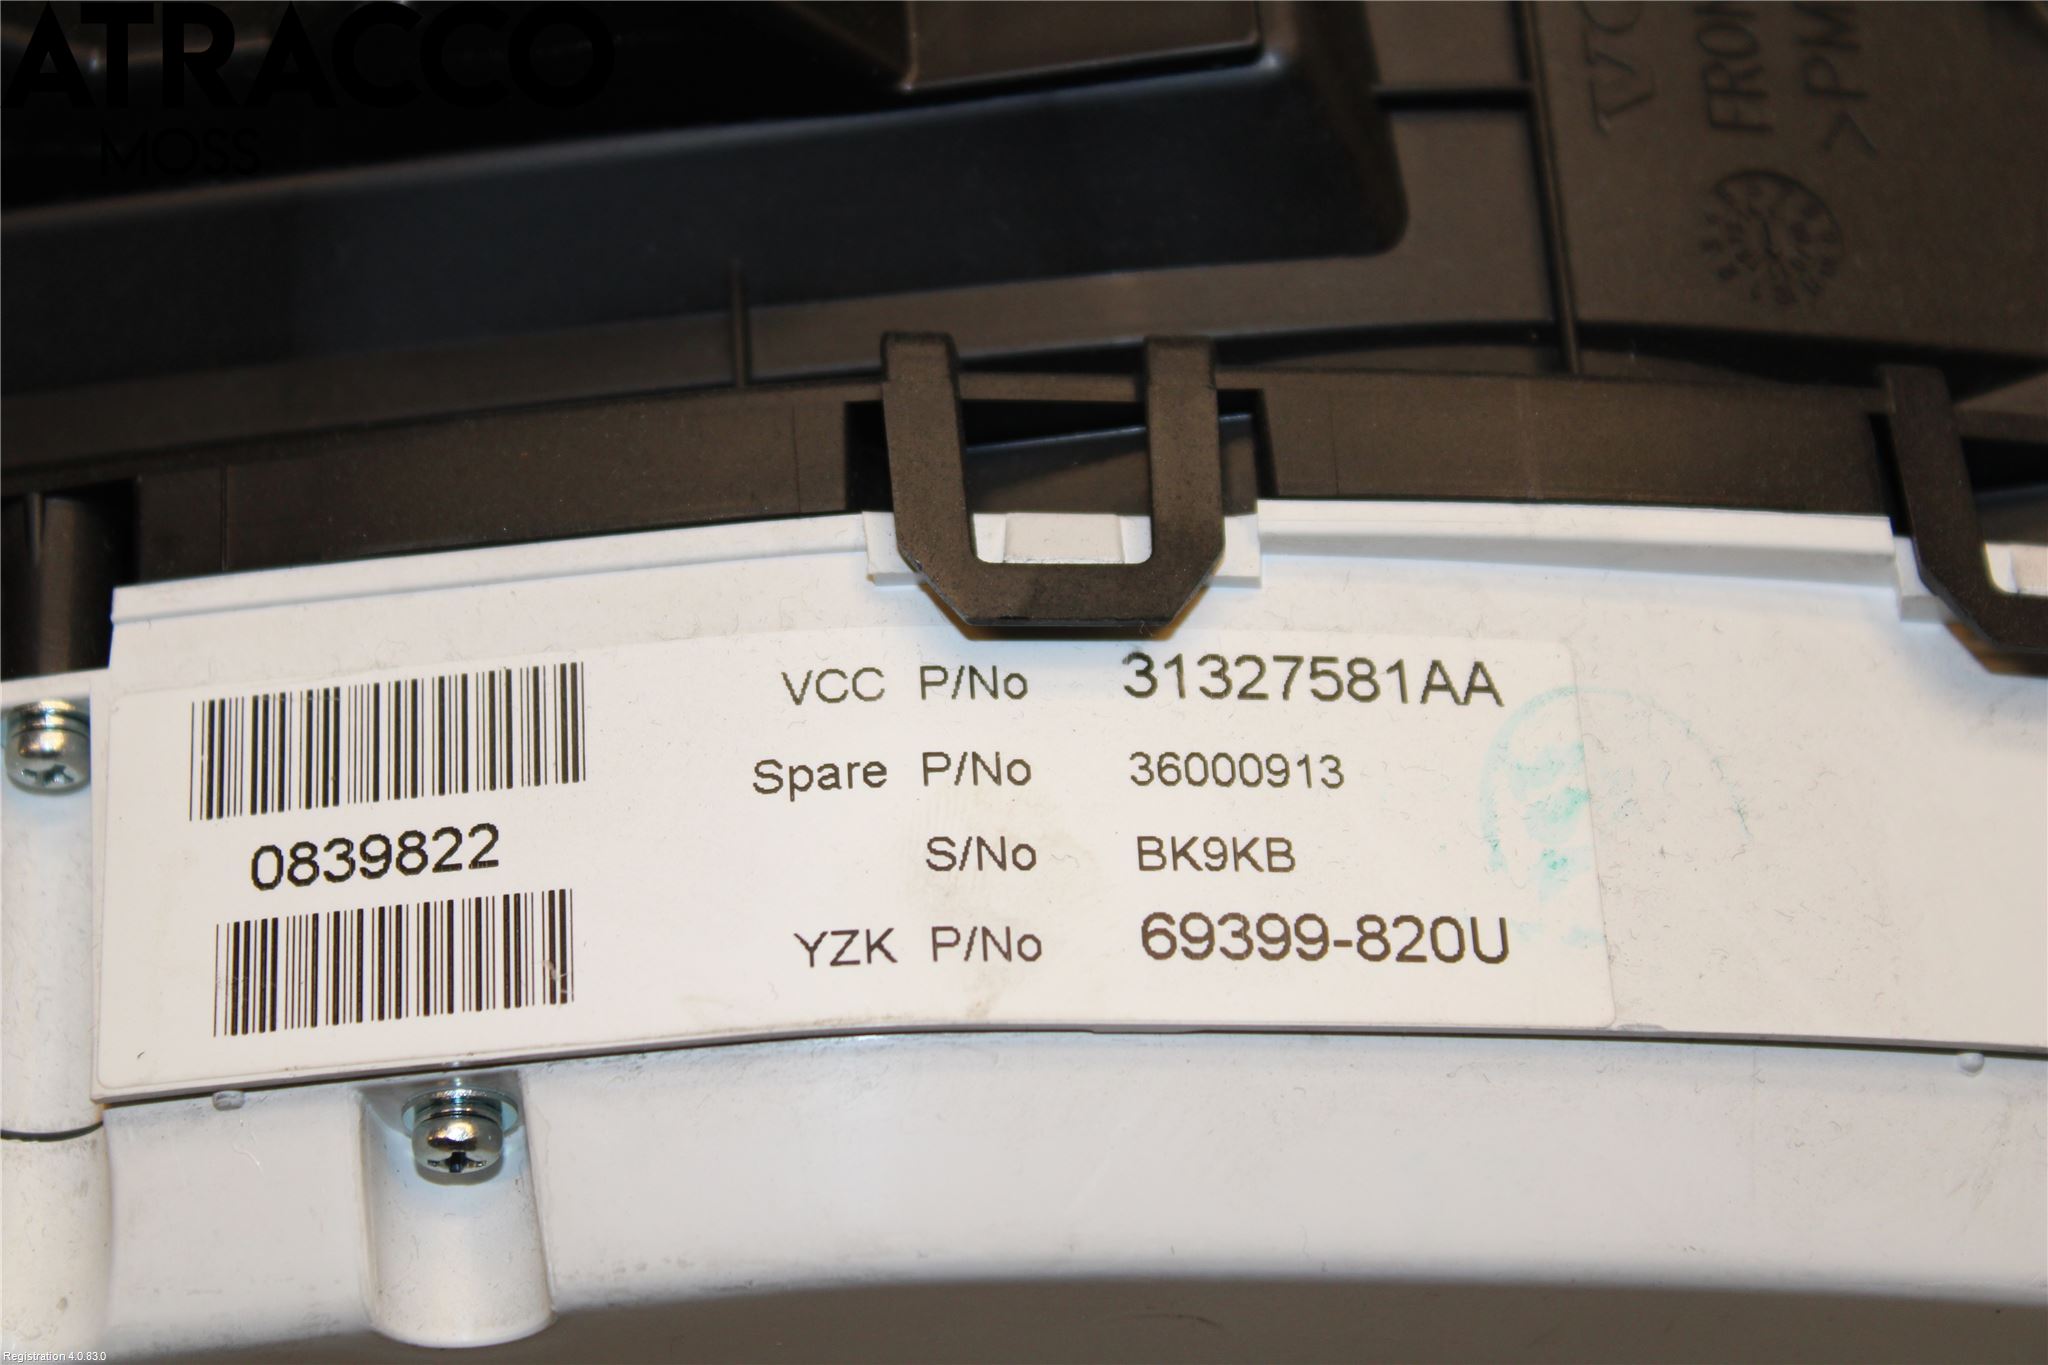 ATRACCO
MOSS
VCC P/No 31327581AA
Spare P/No 36000913
0839822
S/No BK9KB
YZK P/No 69399-820U
Registration 4.0.83.0